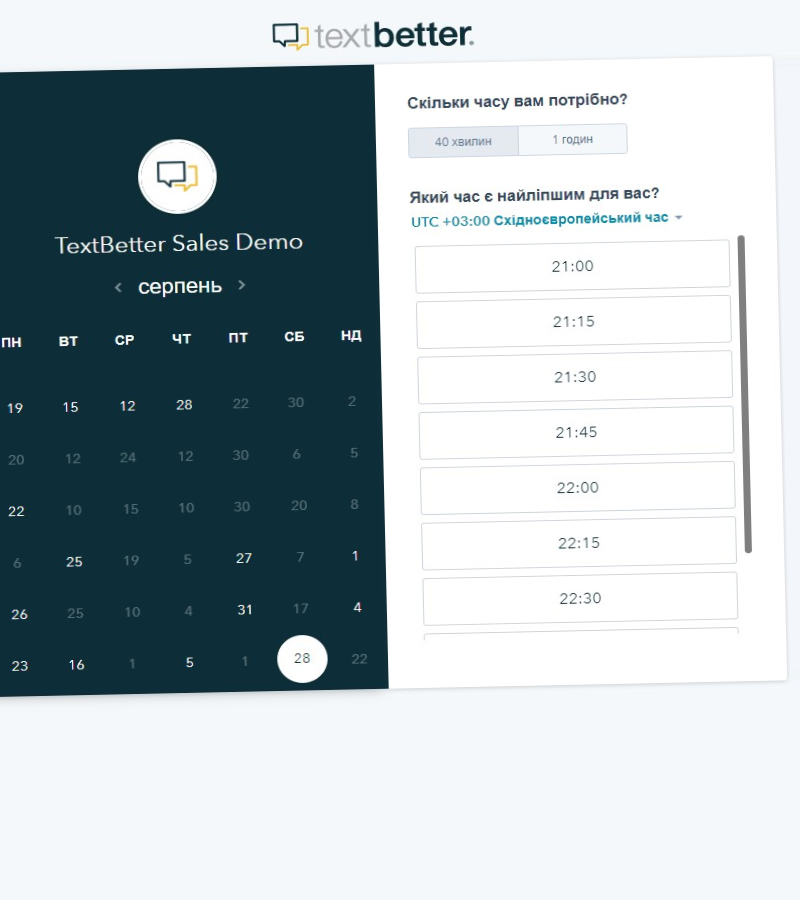 textbetter.
TextBetter Sales Demo
серпень
ПН ВТ СР ЧТ ПТ СБ НД
19 15 12 28 22 30 2
20 12 24 12 30 6 5
22 10 15 10 30 20 8
6 25 19 5 27 7 1
26 25 10 4 31 17 4
23 16 1 5 1 28 22
Скільки часу вам потрібно?
40 хвилин 1 годин
Який час є найліпшим для вас?
UTC +03:00 Східноєвропейський час
21:00
21:15
21:30
21:45
22:00
22:15
22:30